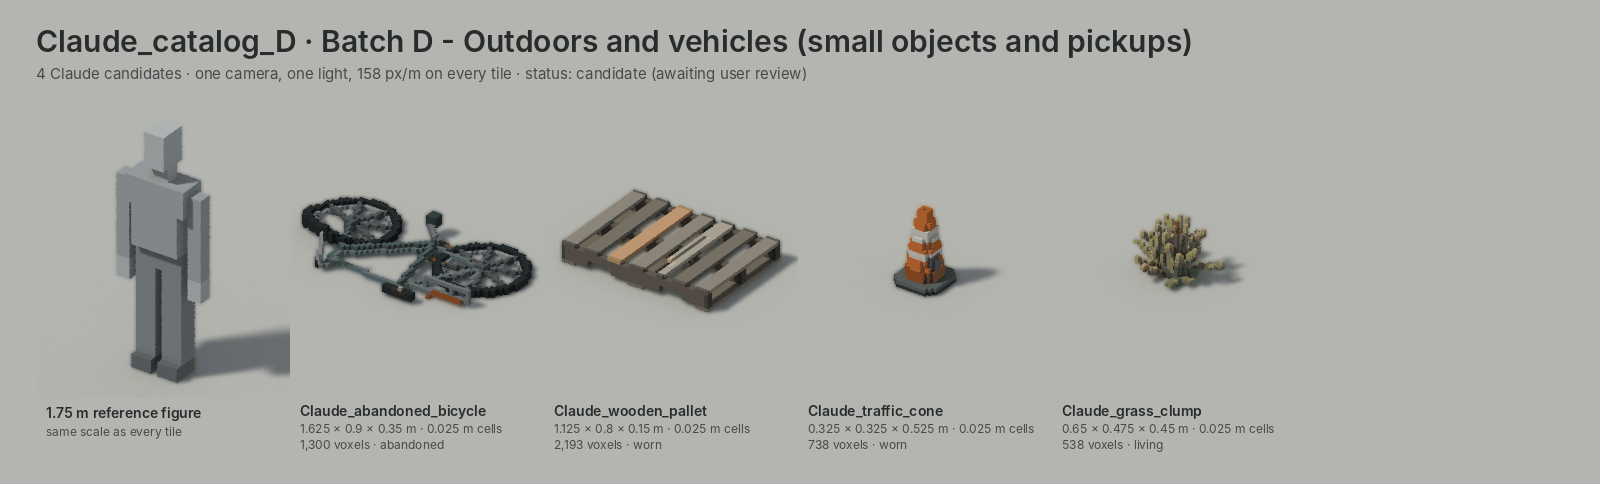 Claude_catalog_D · Batch D - Outdoors and vehicles (small objects and pickups)
4 Claude candidates · one camera, one light, 158 px/m on every tile · status: candidate (awaiting user review)
1.75 m reference figure
same scale as every tile
Claude_abandoned_bicycle
1.625 × 0.9 × 0.35 m · 0.025 m cells
1,300 voxels · abandoned
Claude_wooden_pallet
1.125 × 0.8 × 0.15 m · 0.025 m cells
2,193 voxels · worn
Claude_traffic_cone
0.325 × 0.325 × 0.525 m · 0.025 m cells
738 voxels · worn
Claude_grass_clump
0.65 × 0.475 × 0.45 m · 0.025 m cells
538 voxels · living